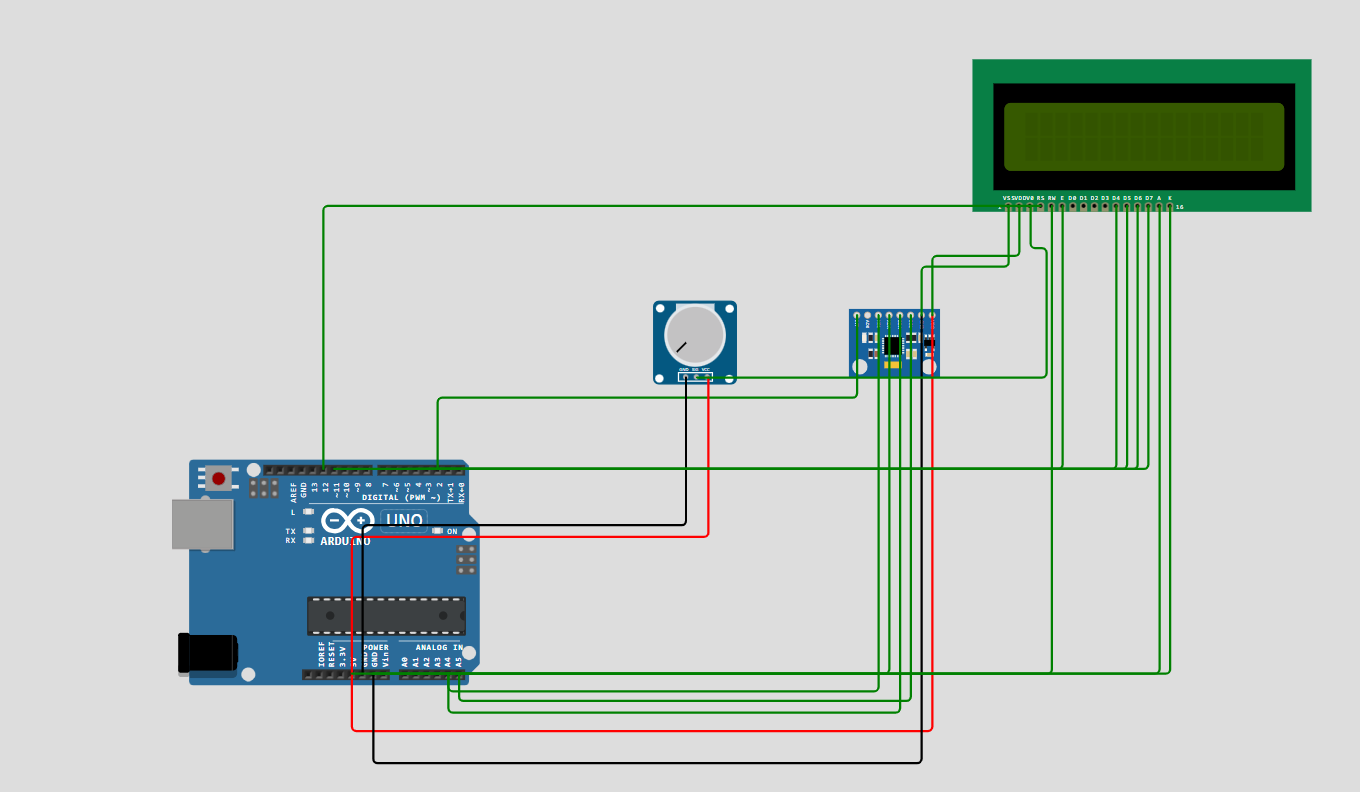 VSS VDD V0 RS RW E D0 D1 D2 D3 D4 D5 D6 D7 A K
16
GND SIG VCC
AREF
GND
13
12
~11
~10
~9
8
7
~6
~5
4
~3
2
TX→1
RX←0
DIGITAL (PWM ~)
L
TX
RX
UNO
ON
ARDUINO
POWER
ANALOG IN
IOREF
RESET
3.3V
5V
GND
GND
Vin
A0
A1
A2
A3
A4
A5